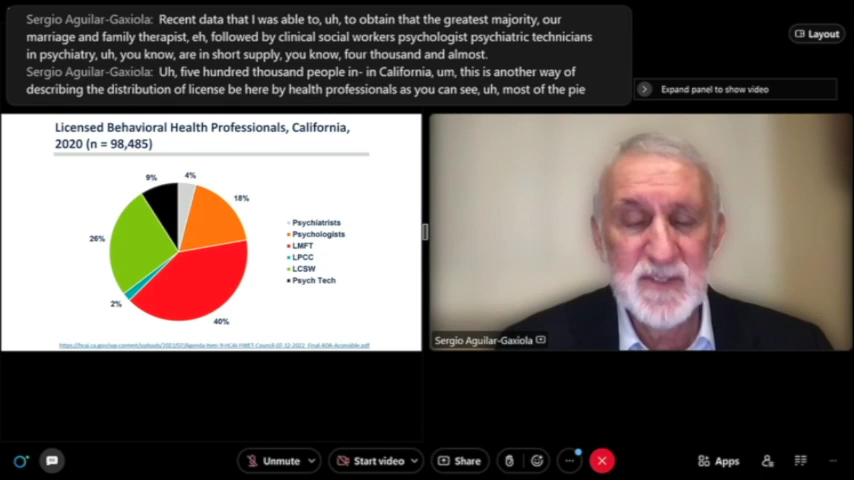 Sergio Aguilar-Gaxiola: Recent data that I was able to, uh, to obtain that the greatest majority, our
marriage and family therapist, eh, followed by clinical social workers psychologist psychiatric technicians
in psychiatry, uh, you know, are in short supply, you know, four thousand and almost.
Sergio Aguilar-Gaxiola: Uh, five hundred thousand people in- in California, um, this is another way of
describing the distribution of license be here by health professionals as you can see, uh, most of the pie
Layout
Expand panel to show video
Licensed Behavioral Health Professionals, California,
2020 (n = 98,485)
9%
4%
18%
26%
2%
40%
Psychiatrists
Psychologists
LMFT
LPCC
LCSW
Psych Tech
Sergio Aguilar-Gaxiola
Unmute
Start video
Share
Apps